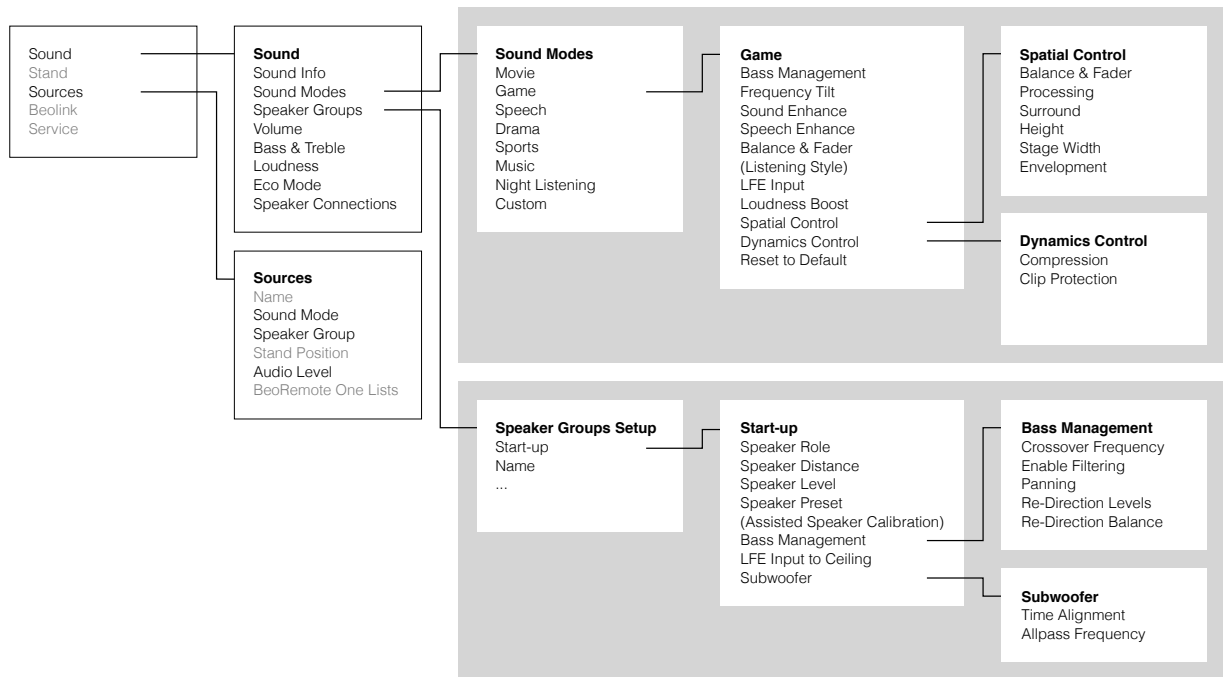 Sound
Stand
Sources
Beolink
Service
Sound
Sound Info
Sound Modes
Speaker Groups
Volume
Bass & Treble
Loudness
Eco Mode
Speaker Connections
Sources
Name
Sound Mode
Speaker Group
Stand Position
Audio Level
BeoRemote One Lists
Sound Modes
Movie
Game
Speech
Drama
Sports
Music
Night Listening
Custom
Game
Bass Management
Frequency Tilt
Sound Enhance
Speech Enhance
Balance & Fader
(Listening Style)
LFE Input
Loudness Boost
Spatial Control
Dynamics Control
Reset to Default
Spatial Control
Balance & Fader
Processing
Surround
Height
Stage Width
Envelopment
Dynamics Control
Compression
Clip Protection
Speaker Groups Setup
Start-up
Name
...
Start-up
Speaker Role
Speaker Distance
Speaker Level
Speaker Preset
(Assisted Speaker Calibration)
Bass Management
LFE Input to Ceiling
Subwoofer
Bass Management
Crossover Frequency
Enable Filtering
Panning
Re-Direction Levels
Re-Direction Balance
Subwoofer
Time Alignment
Allpass Frequency